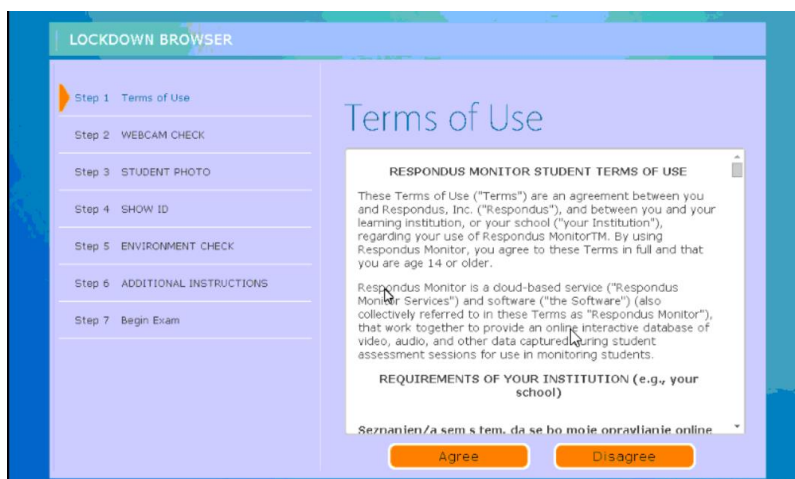 LOCKDOWN BROWSER
Step 1 Terms of Use
Step 2 WEBCAM CHECK
Step 3 STUDENT PHOTO
Step 4 SHOW ID
Step 5 ENVIRONMENT CHECK
Step 6 ADDITIONAL INSTRUCTIONS
Step 7 Begin Exam
Terms of Use
RESPONDUS MONITOR STUDENT TERMS OF USE
These Terms of Use ("Terms") are an agreement between you
and Respondus, Inc. ("Respondus"), and between you and your
learning institution, or your school ("your Institution"),
regarding your use of Respondus MonitorTM. By using
Respondus Monitor, you agree to these Terms in full and that
you are age 14 or older.
Respondus Monitor is a cloud-based service ("Respondus
Monitor Services") and software ("the Software") (also
collectively referred to in these Terms as "Respondus Monitor"),
that work together to provide an online interactive database of
video, audio, and other data captured during student
assessment sessions for use in monitoring students.
REQUIREMENTS OF YOUR INSTITUTION (e.g., your
school)
Seznanjen/a sem s tem, da se bo moje opravljanje online
Agree
Disagree